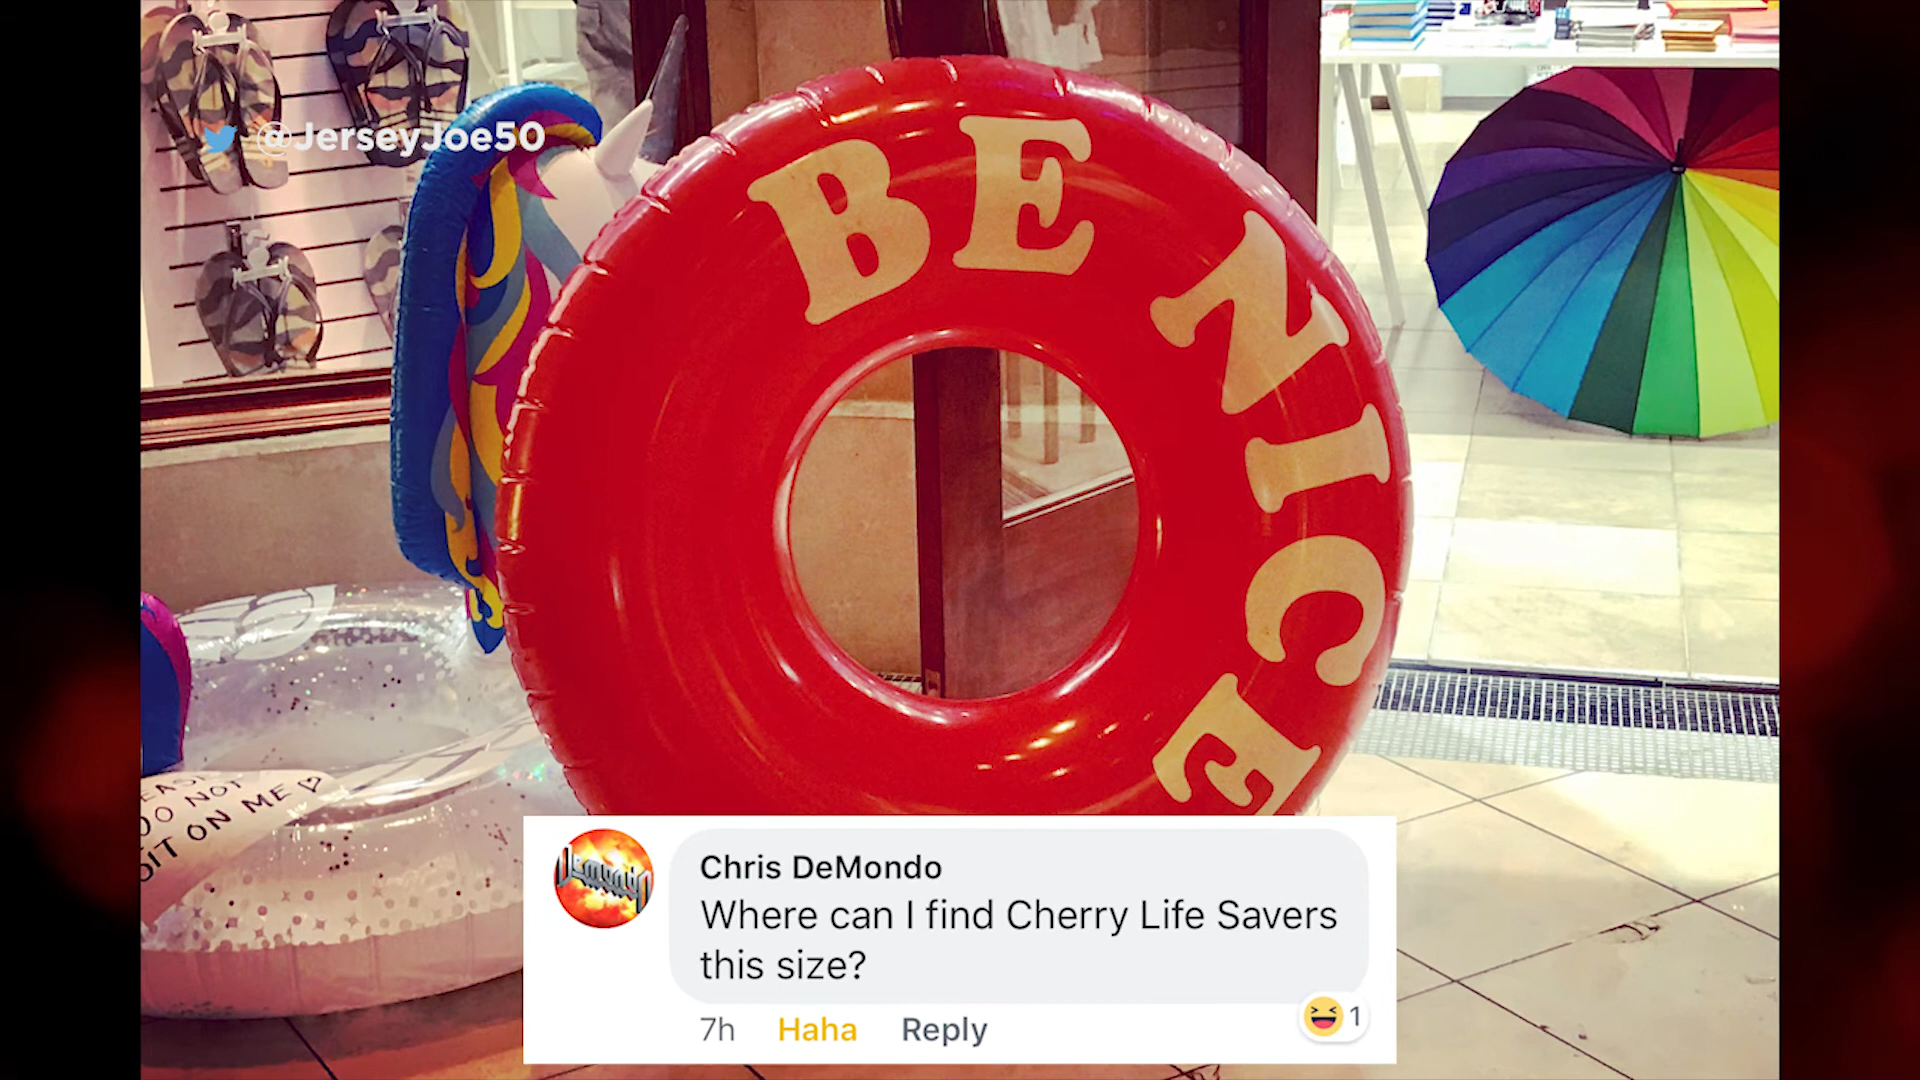 @JerseyJoe50
BE NICE
DO NOT
SIT ON ME
Chris DeMondo
Where can I find Cherry Life Savers
this size?
7h Haha Reply
1